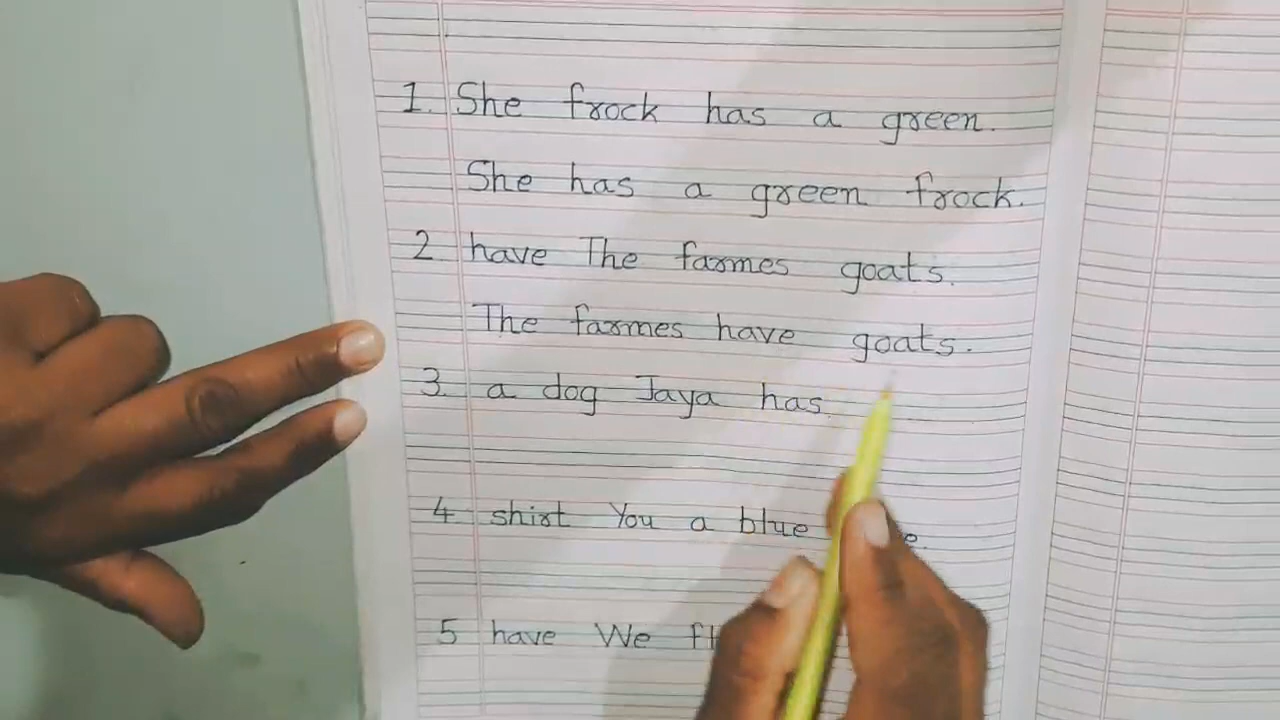 1. She frock has a green.
She has a green frock.
2 have The farmes goats.
The farmes have goats.
3. a dog Jaya has.
4 shirt You a blue
5 have We